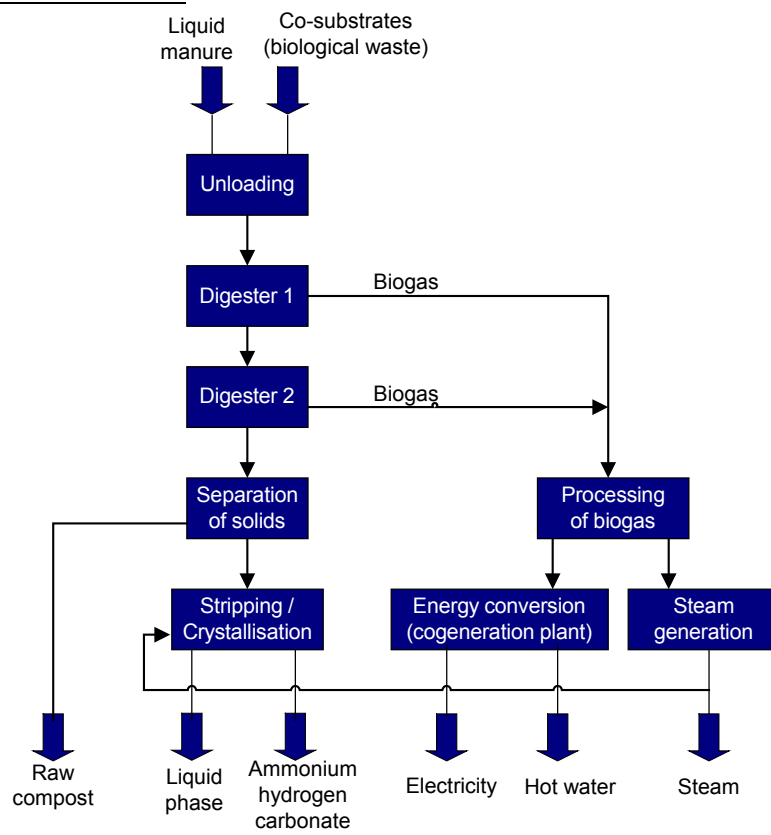 Liquid
manure
Co-substrates
(biological waste)
Unloading
Digester 1
Biogas
Digester 2
Biogas
Separation
of solids
Processing
of biogas
Stripping /
Crystallisation
Energy conversion
(cogeneration plant)
Steam
generation
Raw
compost
Liquid
phase
Ammonium
hydrogen
carbonate
Electricity
Hot water
Steam